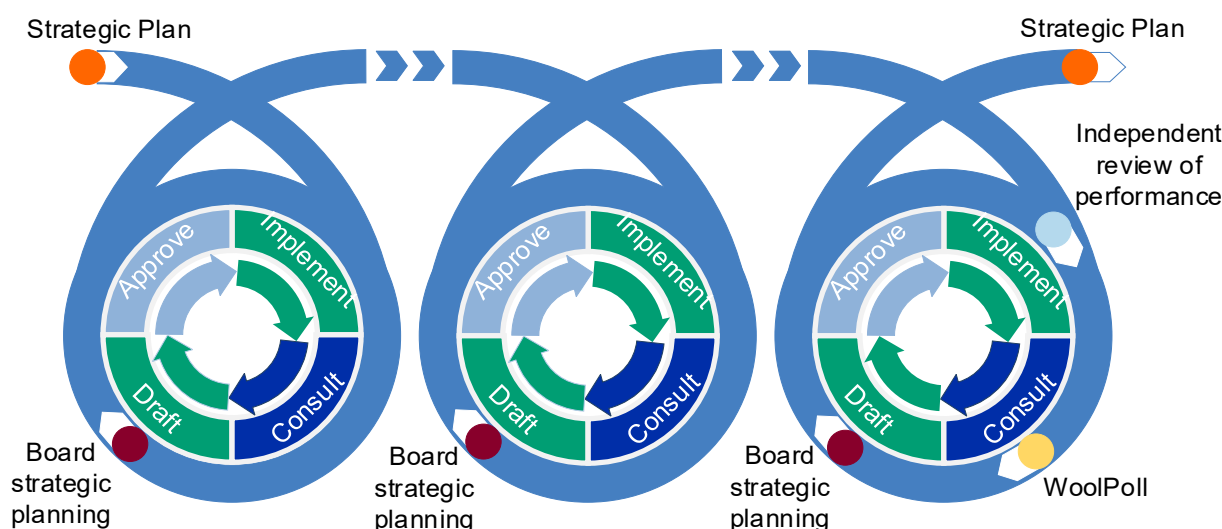 Strategic Plan
Strategic Plan
Independent
review of
performance
Approve
Implement
Draft
Consult
Approve
Implement
Draft
Consult
Approve
Implement
Draft
Consult
Board
strategic
planning
Board
strategic
planning
Board
strategic
planning
WoolPoll